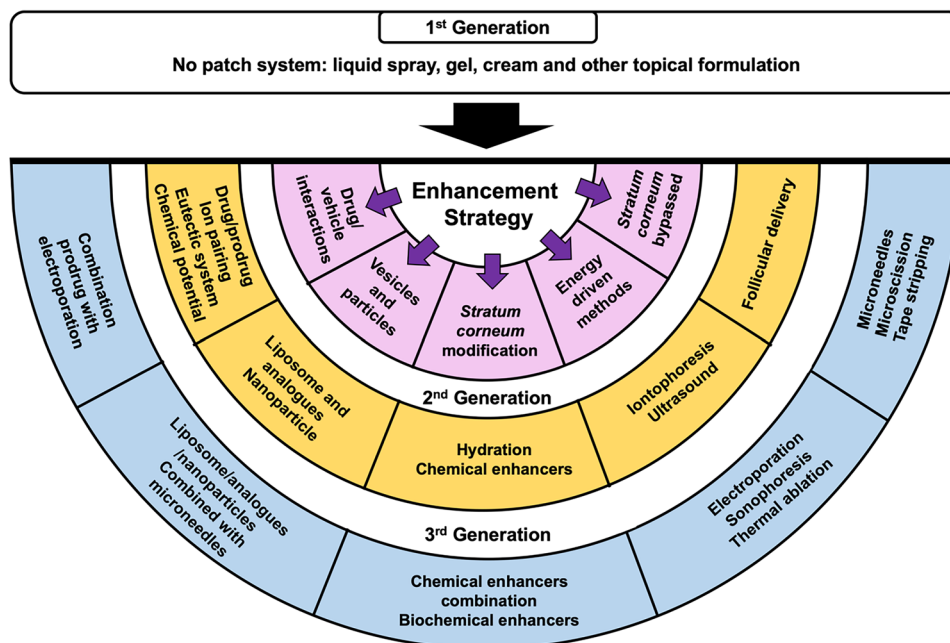 1st Generation
No patch system: liquid spray, gel, cream and other topical formulation
Enhancement
Strategy
Drug/
vehicle
interactions
Vesicles
and
particles
Stratum
corneum
modification
Energy
driven
methods
Stratum
corneum
bypassed
2nd Generation
Drug/prodrug
Ion pairing
Eutectic system
Chemical potential
Liposome and
analogues
Nanoparticle
Hydration
Chemical enhancers
Iontophoresis
Ultrasound
Follicular delivery
3rd Generation
Combination
prodrug with
electroporation
Liposome/analogues
/nanoparticles
Combined with
microneedles
Chemical enhancers
combination
Biochemical enhancers
Electroporation
Sonophoresis
Thermal ablation
Microneedles
Microscission
Tape stripping